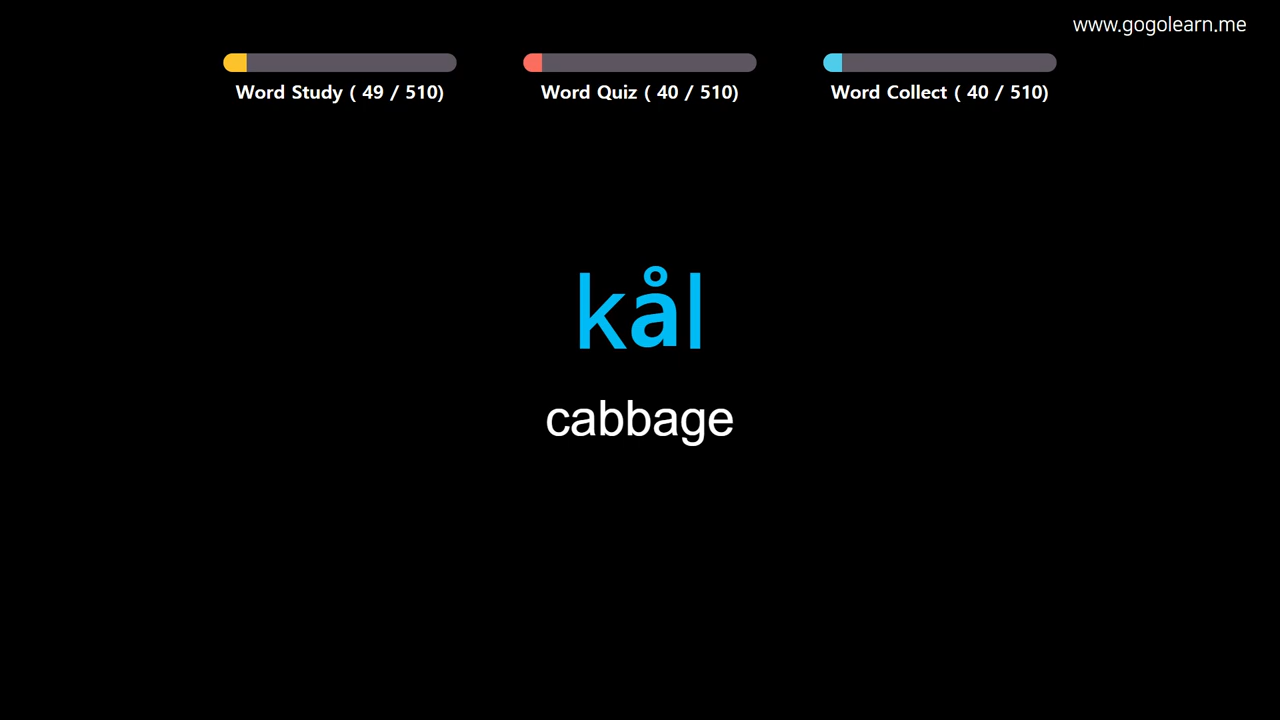 www.gogolearn.me
Word Study ( 49 / 510)
Word Quiz ( 40 / 510)
Word Collect ( 40 / 510)
kål
cabbage